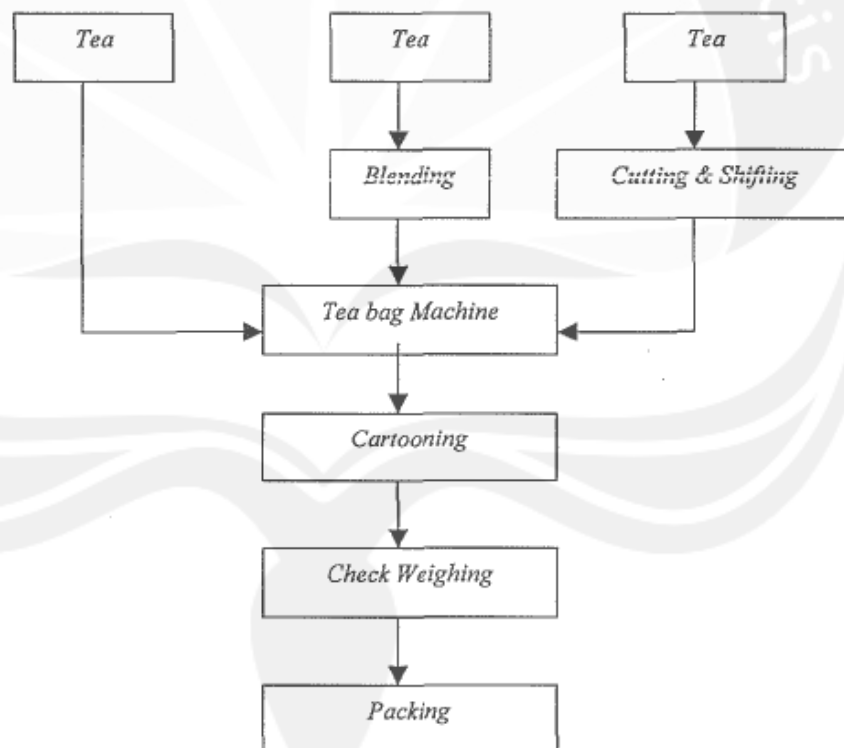 Tea
Tea
Tea
Blending
Cutting & Shifting
Tea bag Machine
Cartooning
Check Weighing
Packing